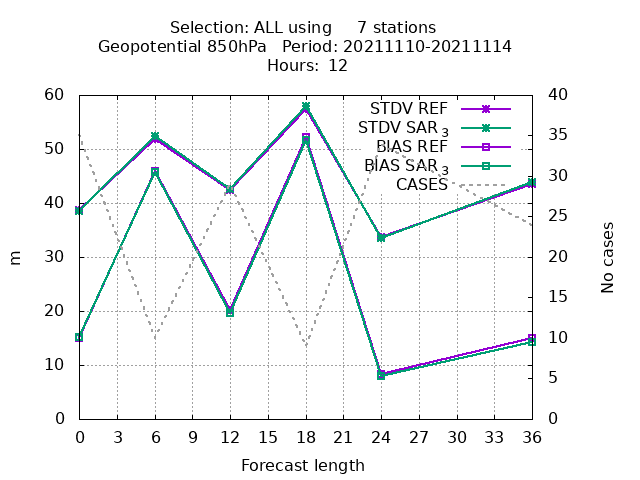 Selection: ALL using     7 stations
Geopotential 850hPa   Period: 20211110-20211114
Hours:  12
60
50
40
30
20
10
0
m
40
35
30
25
20
15
10
5
0
No cases
STDV REF
STDV SAR 3
BIAS REF
BIAS SAR 3
CASES
0 3 6 9 12 15 18 21 24 27 30 33 36
Forecast length